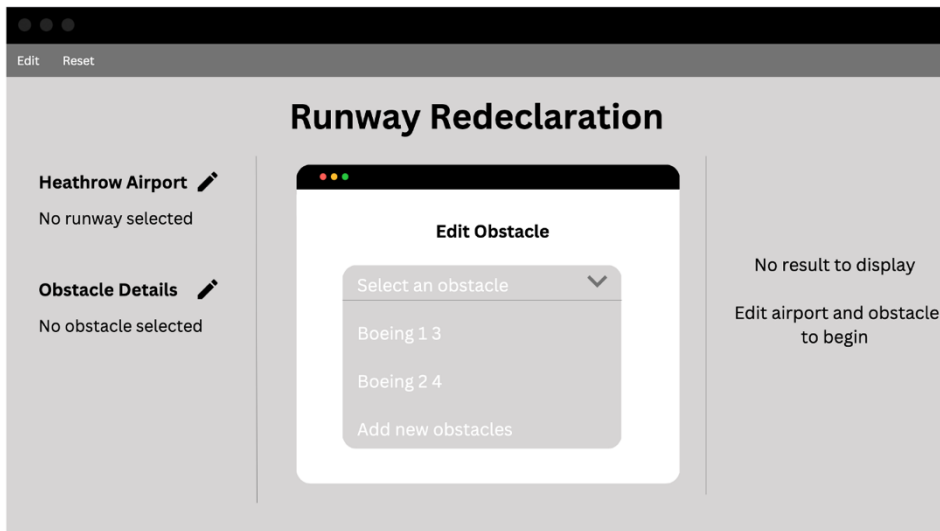 Edit Reset
Runway Redeclaration
Heathrow Airport
No runway selected
Obstacle Details
No obstacle selected
Edit Obstacle
Select an obstacle
Boeing 1 3
Boeing 2 4
Add new obstacles
No result to display
Edit airport and obstacle
to begin